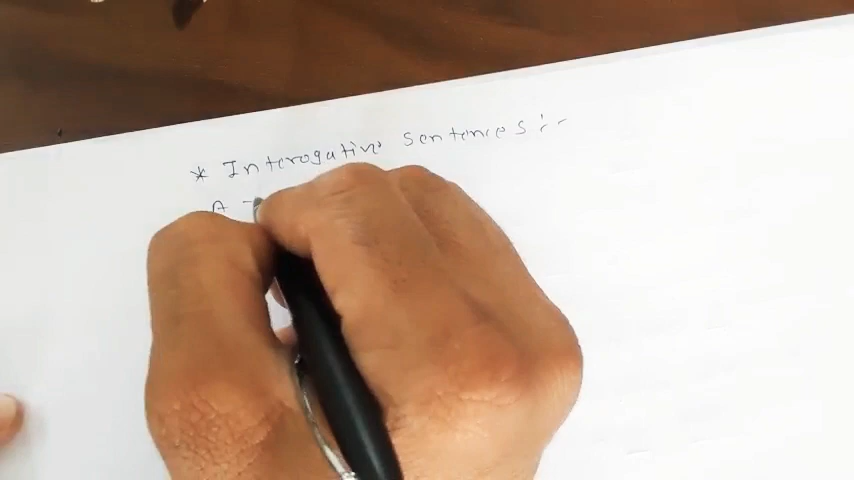 * Interogative Sentences :-
A